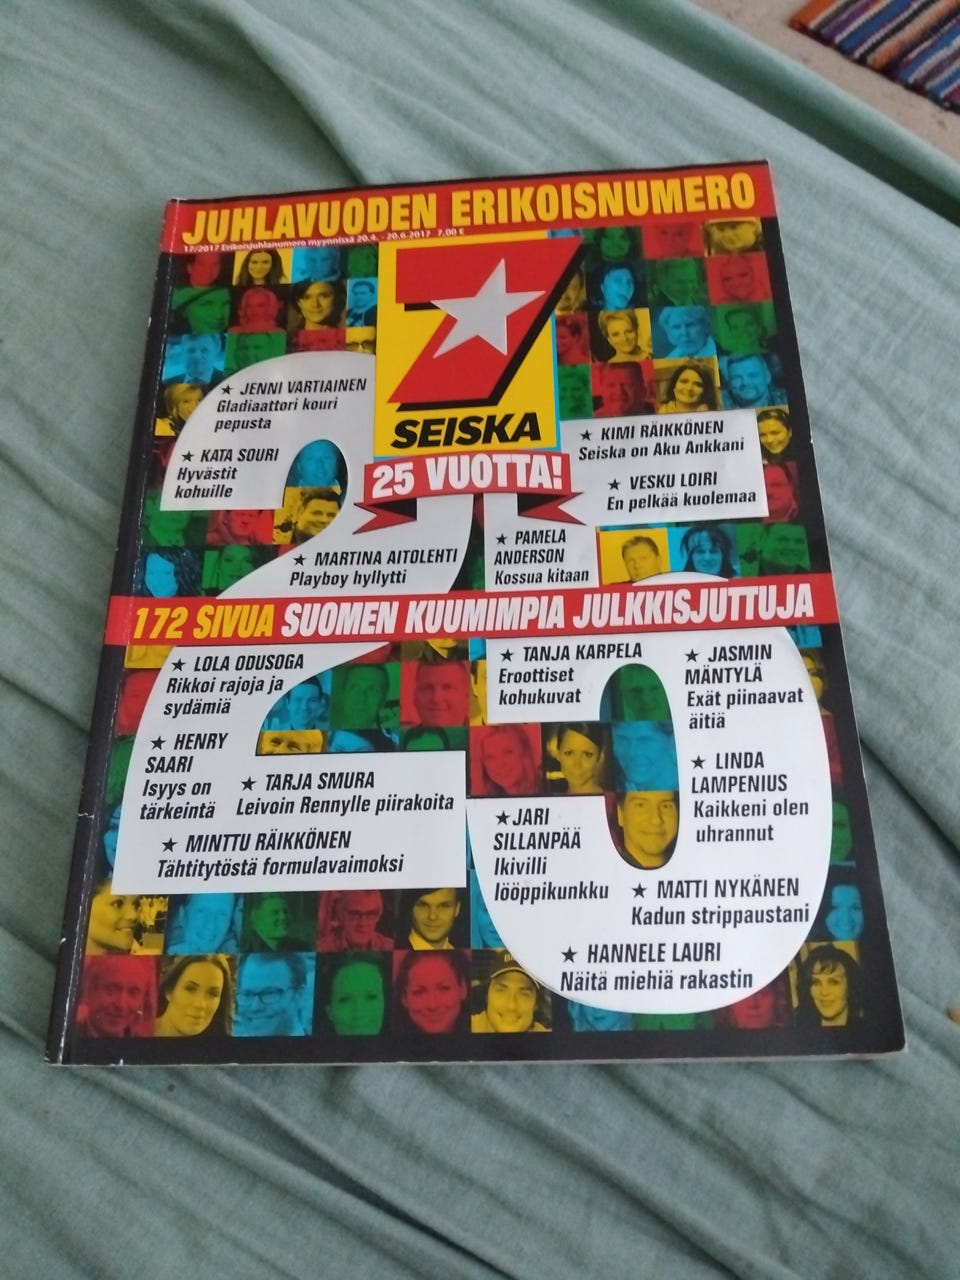 JUHLAVUODEN ERIKOISNUMERO
12/2017 Erikoisjuhlanumero myynnissä 20.4. - 20.6.2017 7,00 €
7
SEISKA
25 VUOTTA!
★ JENNI VARTIAINEN
Gladiaattori kouri
pepusta
★ KATA SOURI
Hyvästit
kohuille
★ KIMI RÄIKKÖNEN
Seiska on Aku Ankkani
★ VESKU LOIRI
En pelkää kuolemaa
★ MARTINA AITOLEHTI
Playboy hyllytti
★ PAMELA
ANDERSON
Kossua kitaan
172 SIVUA SUOMEN KUUMIMPIA JULKKISJUTTUJA
★ LOLA ODUSOGA
Rikkoi rajoja ja
sydämiä
★ TANJA KARPELA
Eroottiset
kohukuvat
★ JASMIN
MÄNTYLÄ
Exät piinaavat
äitiä
★ HENRY
SAARI
Isyys on
tärkeintä
★ TARJA SMURA
Leivoin Rennylle piirakoita
★ MINTTU RÄIKKÖNEN
Tähtitytöstä formulavaimoksi
★ LINDA
LAMPENIUS
Kaikkeni olen
uhrannut
★JARI
SILLANPÄÄ
Ikivilli
lööppikunkku
★ MATTI NYKÄNEN
Kadun strippaustani
★ HANNELE LAURI
Näitä miehiä rakastin